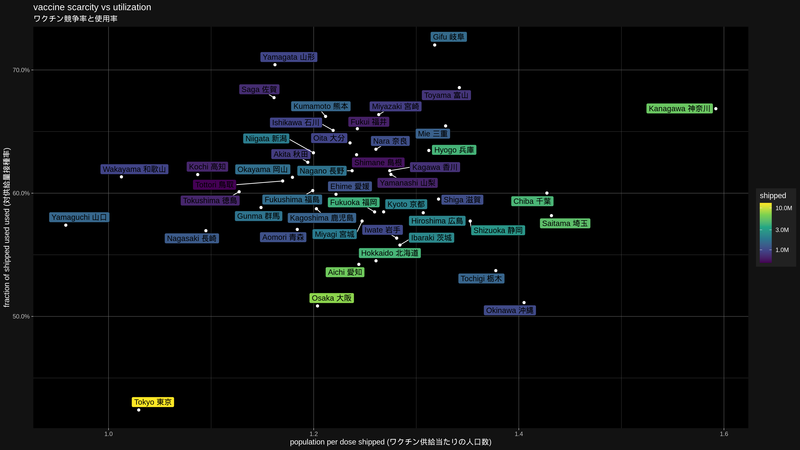 vaccine scarcity vs utilization
ワクチン競争率と使用率
Gifu 岐阜
Yamagata 山形
Saga 佐賀
Toyama 富山
Kumamoto 熊本
Miyazaki 宮崎
Kanagawa 神奈川
Ishikawa 石川
Fukui 福井
Mie 三重
Niigata 新潟
Oita 大分
Nara 奈良
Hyogo 兵庫
Akita 秋田
Shimane 島根
Wakayama 和歌山
Kochi 高知
Okayama 岡山
Nagano 長野
Kagawa 香川
Tottori 鳥取
Yamanashi 山梨
Ehime 愛媛
Tokushima 徳島
Fukushima 福島
Fukuoka 福岡
Kyoto 京都
Shiga 滋賀
Chiba 千葉
Yamaguchi 山口
Gunma 群馬
Kagoshima 鹿児島
Hiroshima 広島
Saitama 埼玉
Nagasaki 長崎
Aomori 青森
Miyagi 宮城
Iwate 岩手
Ibaraki 茨城
Shizuoka 静岡
Hokkaido 北海道
Aichi 愛知
Tochigi 栃木
Osaka 大阪
Okinawa 沖縄
Tokyo 東京
70.0%
60.0%
50.0%
fraction of shipped used used (対供給量接種率)
1.0
1.2
1.4
1.6
population per dose shipped (ワクチン供給当たりの人口数)
shipped
10.0M
3.0M
1.0M